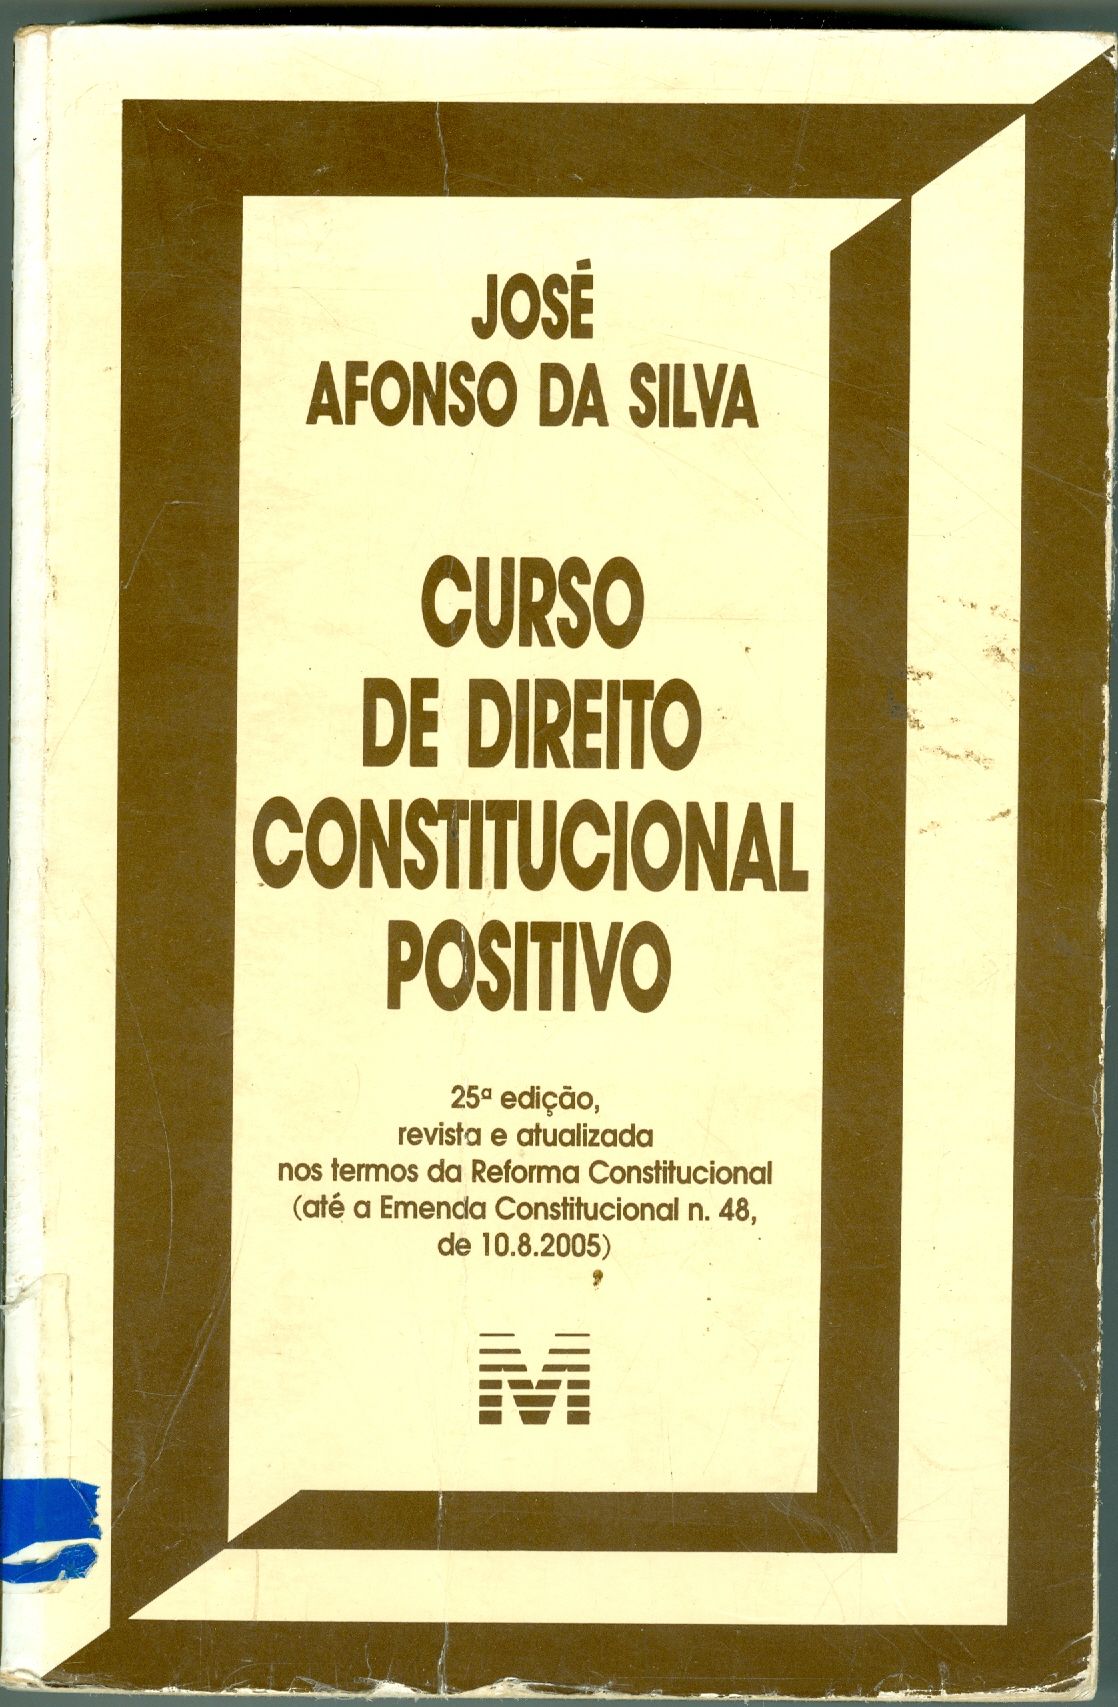 JOSÉ
AFONSO DA SILVA
CURSO
DE DIREITO
CONSTITUCIONAL
POSITIVO
25ª edição,
revista e atualizada
nos termos da Reforma Constitucional
(até a Emenda Constitucional n. 48,
de 10.8.2005)
M